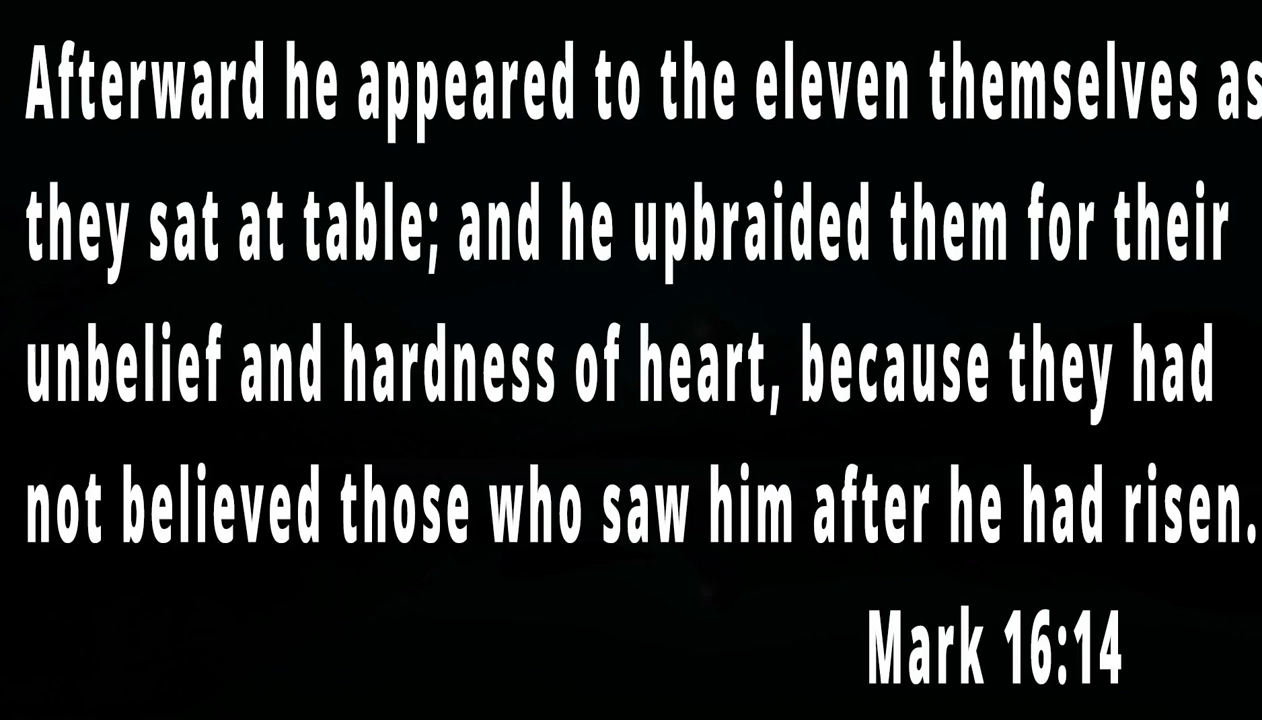 Afterward he appeared to the eleven themselves as
they sat at table; and he upbraided them for their
unbelief and hardness of heart, because they had
not believed those who saw him after he had risen.
Mark 16:14